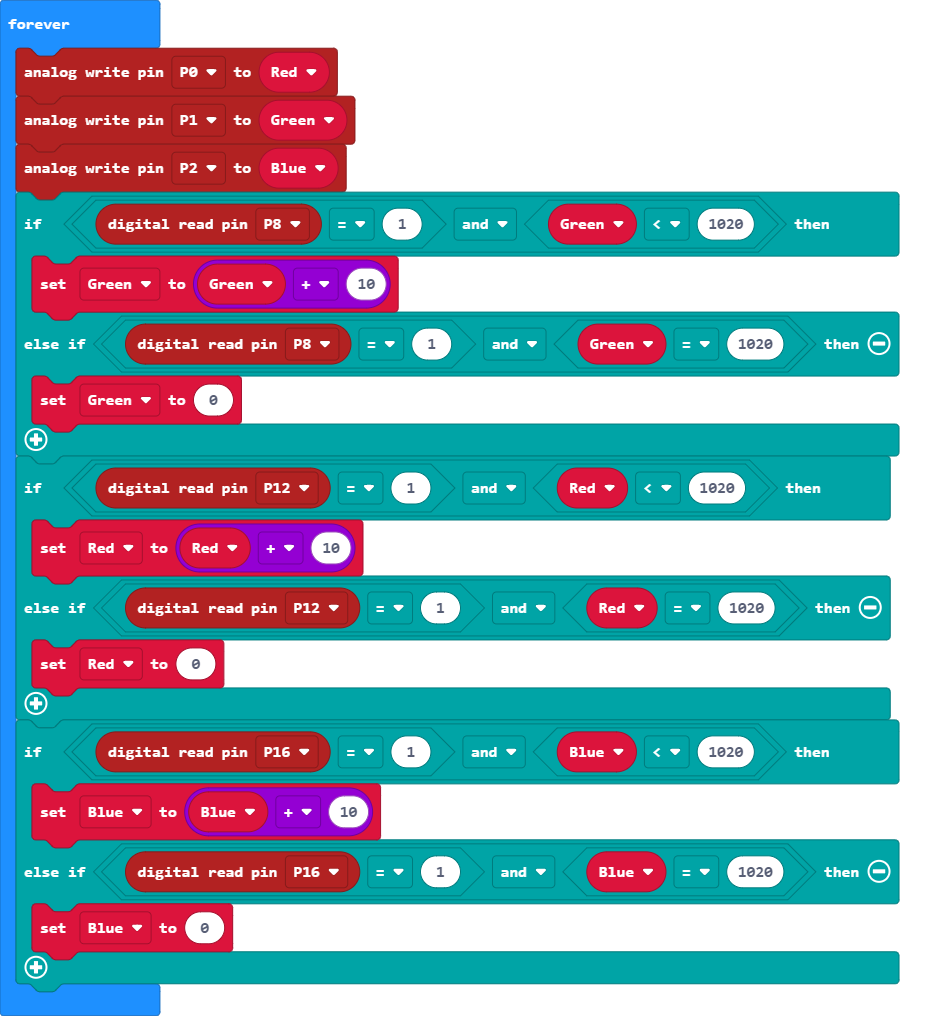 forever
analog write pin P0 to Red
analog write pin P1 to Green
analog write pin P2 to Blue
if digital read pin P8 = 1 and Green < 1020 then
set Green to Green + 10
else if digital read pin P8 = 1 and Green = 1020 then
set Green to 0
if digital read pin P12 = 1 and Red < 1020 then
set Red to Red + 10
else if digital read pin P12 = 1 and Red = 1020 then
set Red to 0
if digital read pin P16 = 1 and Blue < 1020 then
set Blue to Blue + 10
else if digital read pin P16 = 1 and Blue = 1020 then
set Blue to 0